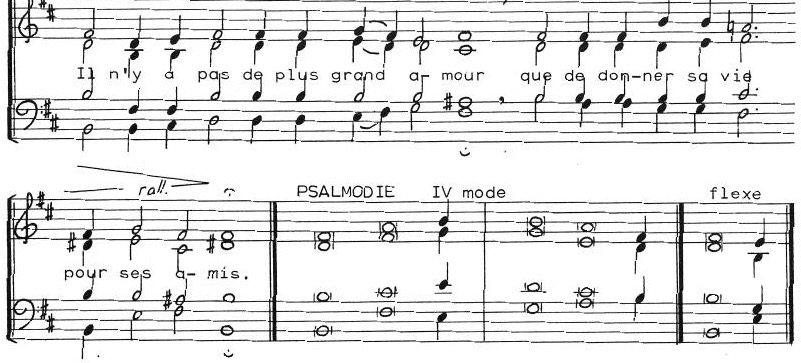 Il n'y a pas de plus grand a- mour que de don-ner sa vie
rall. PSALMODIE IV mode flexe
pour ses a- mis.